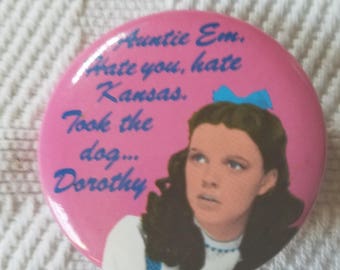 Auntie Em,
Hate you, hate
Kansas.
Took the
dog...
Dorothy